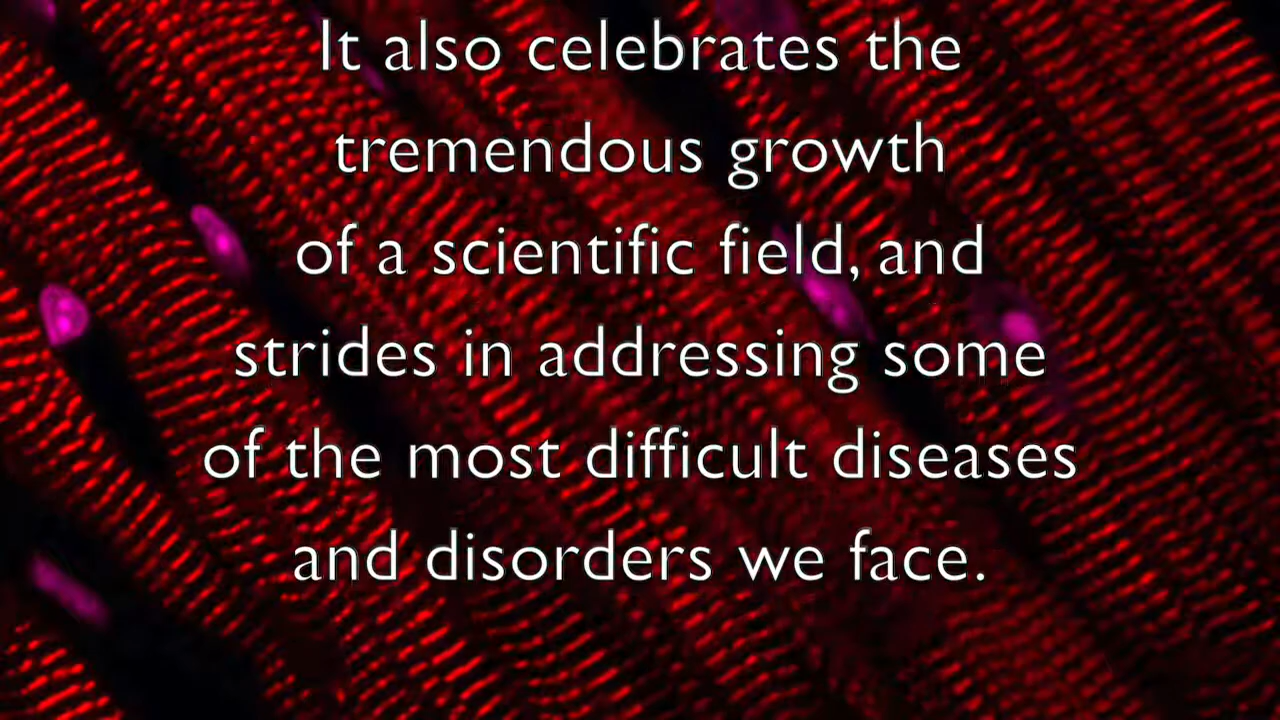 It also celebrates the
tremendous growth
of a scientific field, and
strides in addressing some
of the most difficult diseases
and disorders we face.